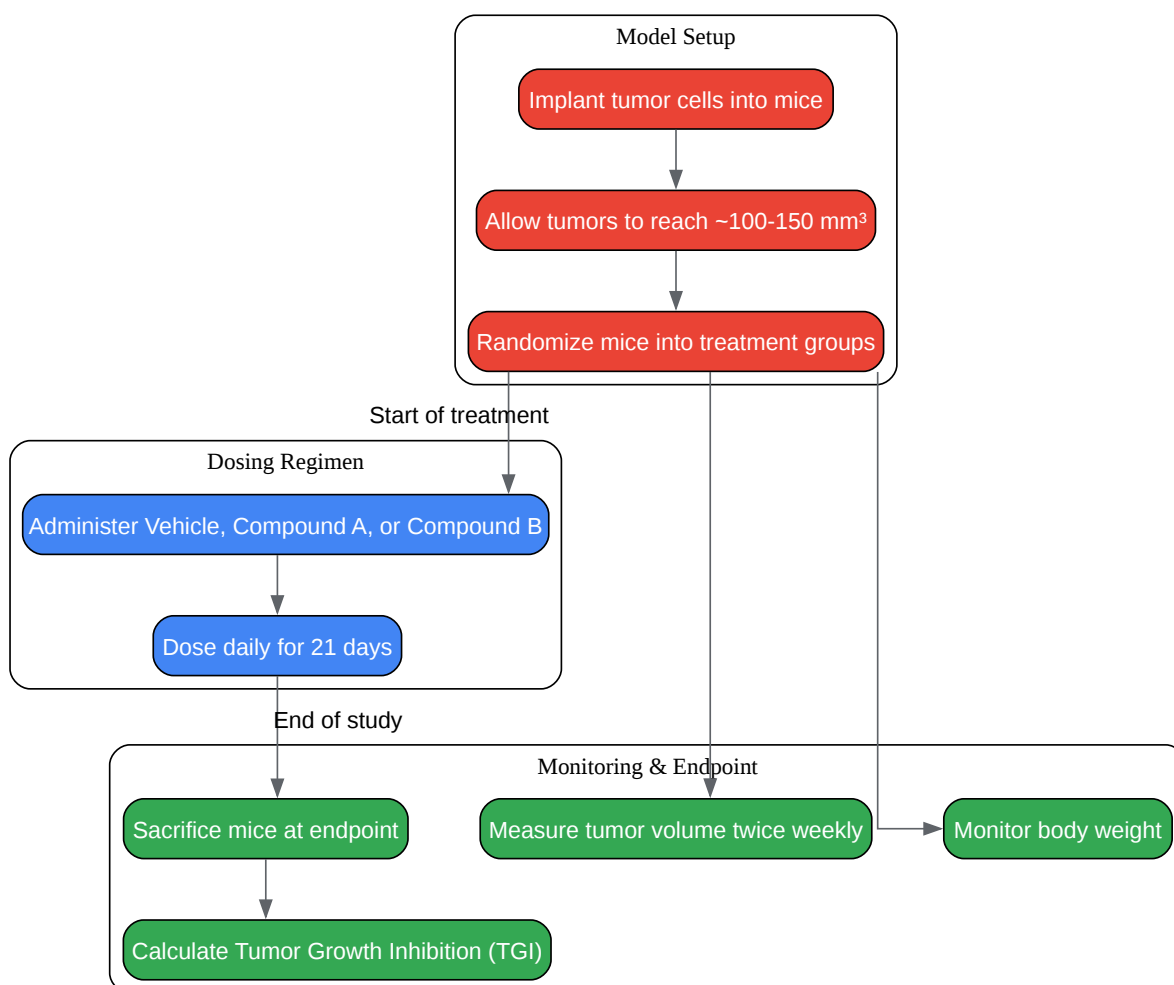 Model Setup
Implant tumor cells into mice
Allow tumors to reach ~100-150 mm³
Randomize mice into treatment groups
Start of treatment
Dosing Regimen
Administer Vehicle, Compound A, or Compound B
Dose daily for 21 days
End of study
Monitoring & Endpoint
Sacrifice mice at endpoint
Measure tumor volume twice weekly
Monitor body weight
Calculate Tumor Growth Inhibition (TGI)